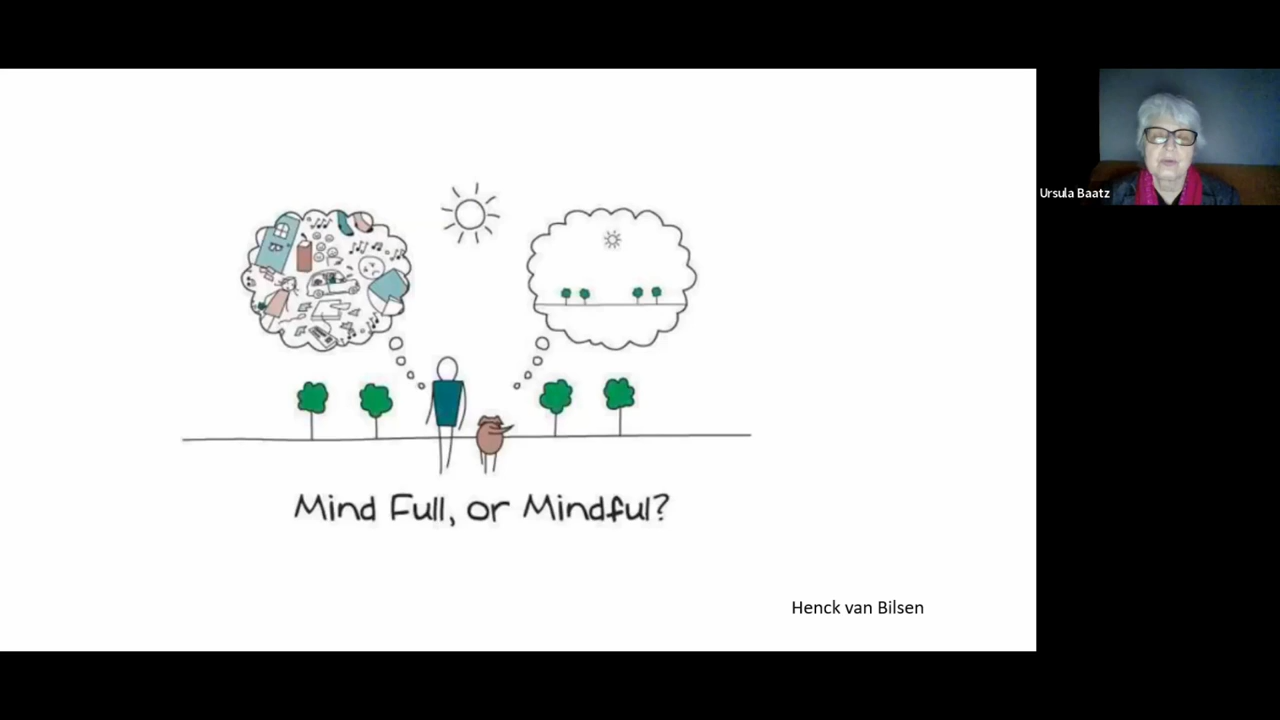 Ursula Baatz
Mind Full, or Mindful?
Henck van Bilsen